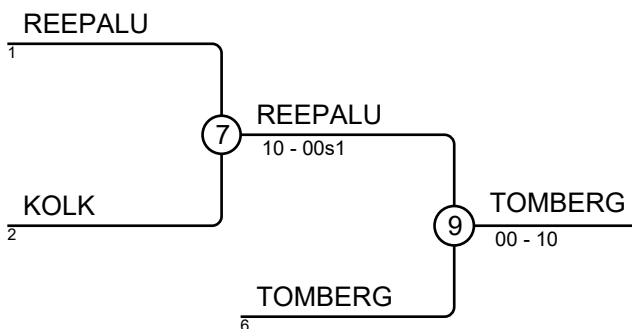 REEPALU
1
7
REEPALU
10 - 00s1
KOLK
2
9
TOMBERG
00 - 10
TOMBERG
6